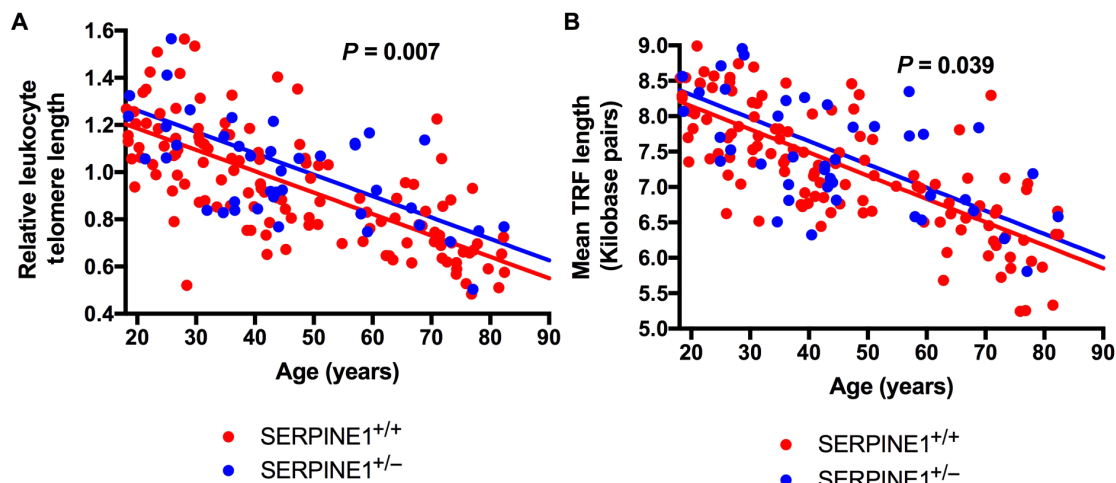 A
Relative leukocyte
telomere length
1.6
1.4
1.2
1.0
0.8
0.6
0.4
P = 0.007
20 30 40 50 60 70 80 90
Age (years)
SERPINE1+/+
SERPINE1+/–
B
Mean TRF length
(Kilobase pairs)
9.0
8.5
8.0
7.5
7.0
6.5
6.0
5.5
5.0
P = 0.039
20 30 40 50 60 70 80 90
Age (years)
SERPINE1+/+
SERPINE1+/–